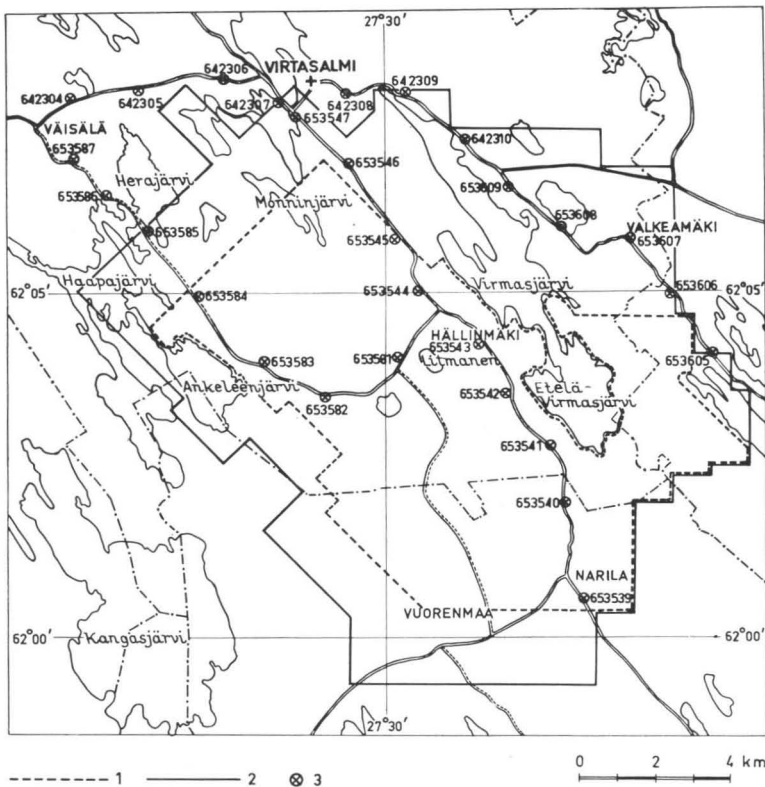 27°30′
642306
VIRTASALMI
642304
642305
642307
642308
642309
653547
VÄISÄLÄ
642310
653587
653546
Herajärvi
653586
Monninjärvi
653609
653585
653545
653608
VALKEAMÄKI
653607
Haapajärvi
Virmasjärvi
62°05′
653584
653544
62°05′
653606
HÄLLINMÄKI
653543
653583
653581
Iitmanen
653605
Ankeleenjärvi
653582
653542
Etelä-
Virmasjärvi
653541
653540
NARILA
653539
VUORENMAA
62°00′
Kangasjärvi
62°00′
27°30′
1
2
3
0 2 4 km